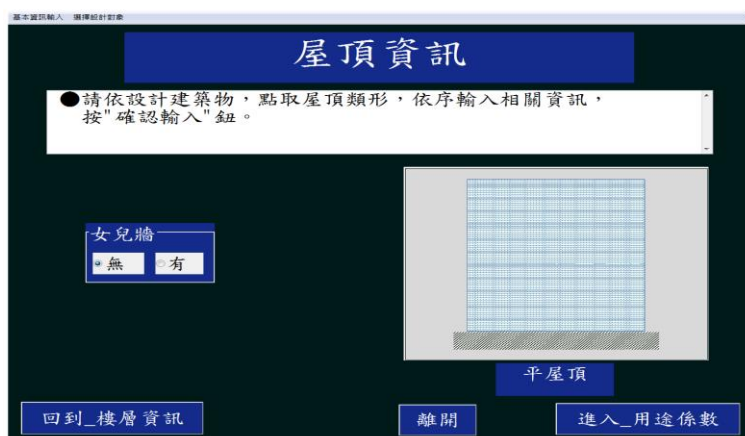 基本資訊輸入 選擇設計對象
屋頂資訊
●請依設計建築物，點取屋頂類形，依序輸入相關資訊，
按"確認輸入"鈕。
女兒牆
無 有
平屋頂
回到_樓層資訊 離開 進入_用途係數